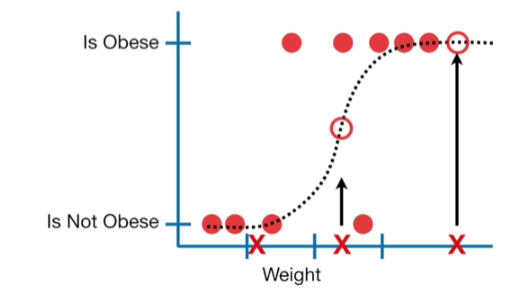 Is Obese
Is Not Obese
X X X
Weight